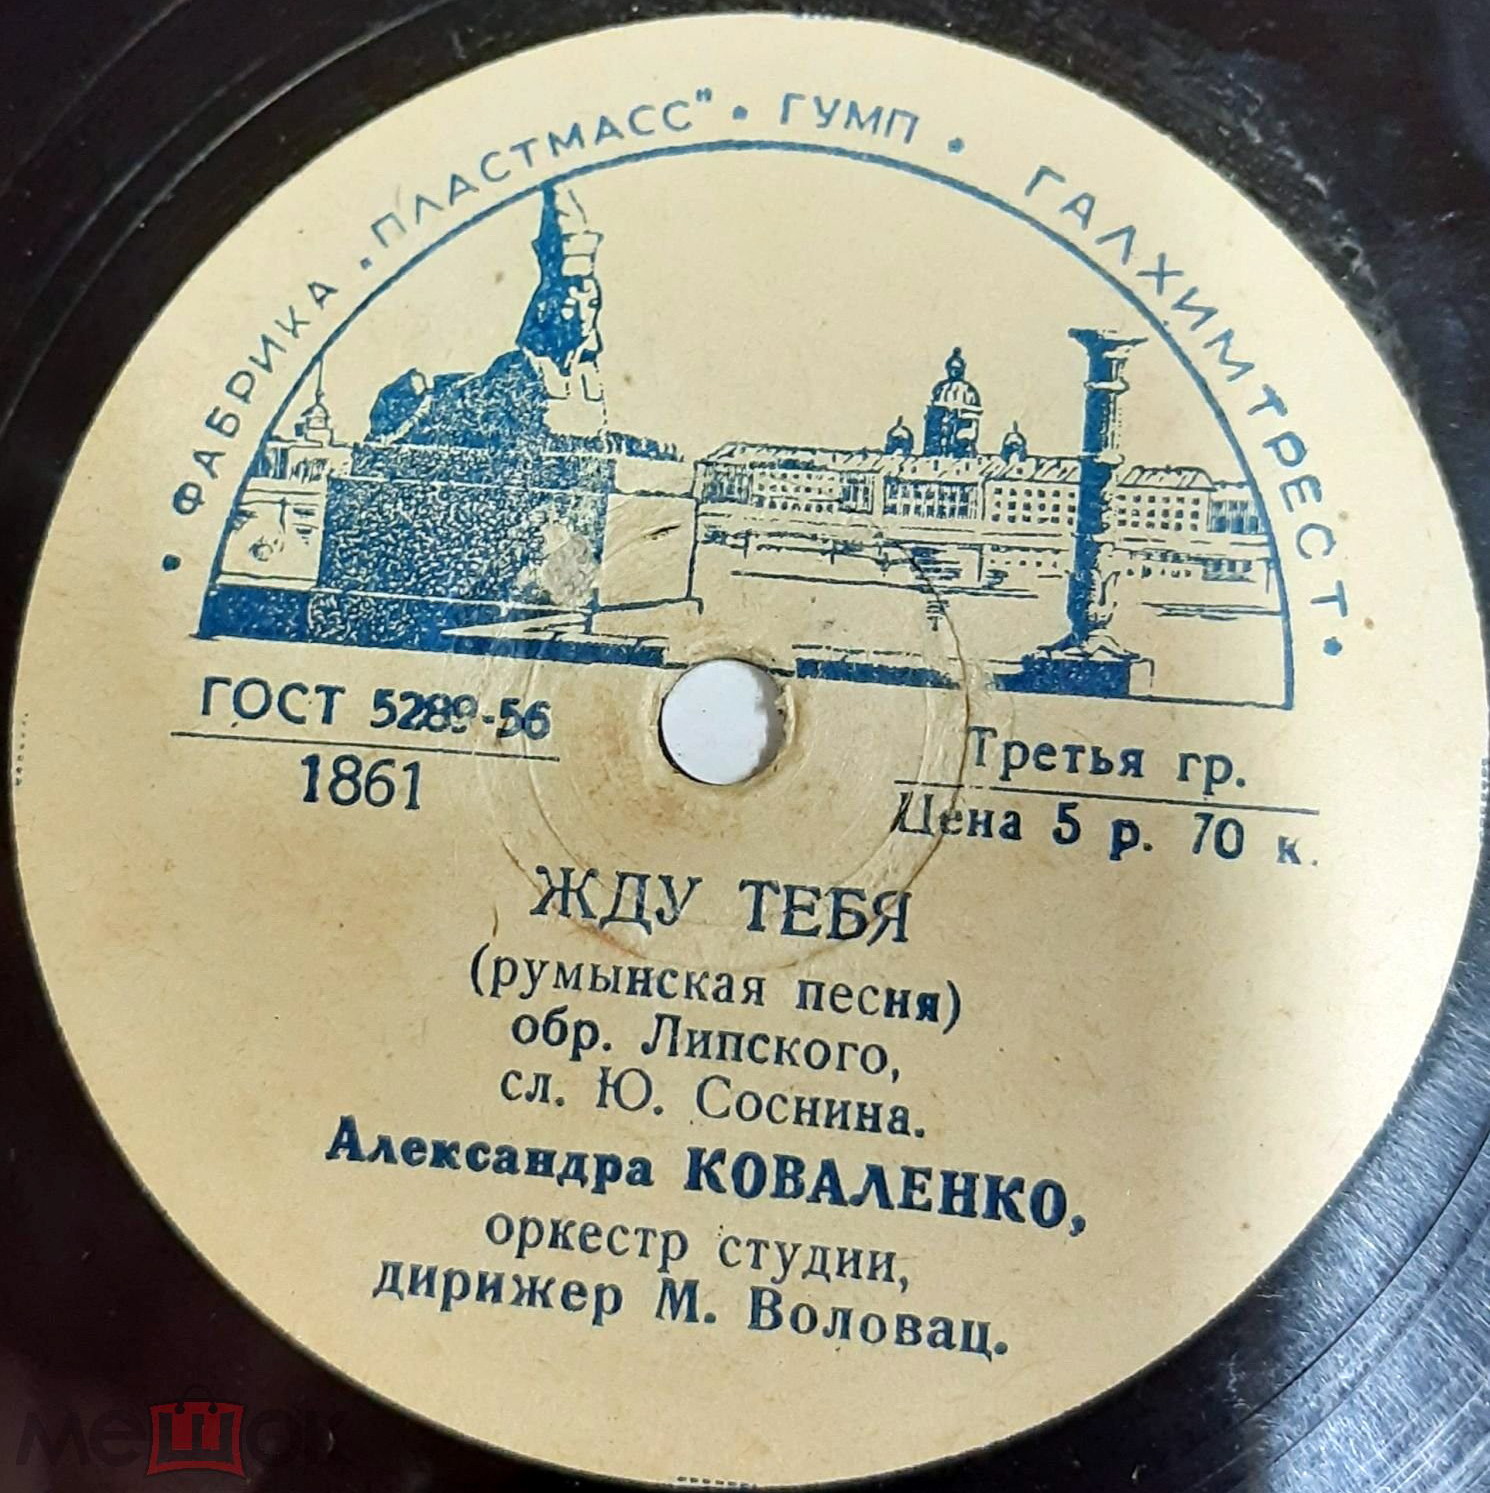 • ФАБРИКА „ПЛАСТМАСС" • ГУМП • ГАЛХИМТРЕСТ •
ГОСТ 5289-56
1861
Третья гр.
Цена 5 р. 70 к.
ЖДУ ТЕБЯ
(румынская песня)
обр. Липского,
сл. Ю. Соснина.
Александра КОВАЛЕНКО,
оркестр студии,
дирижер М. Воловац.
мешок